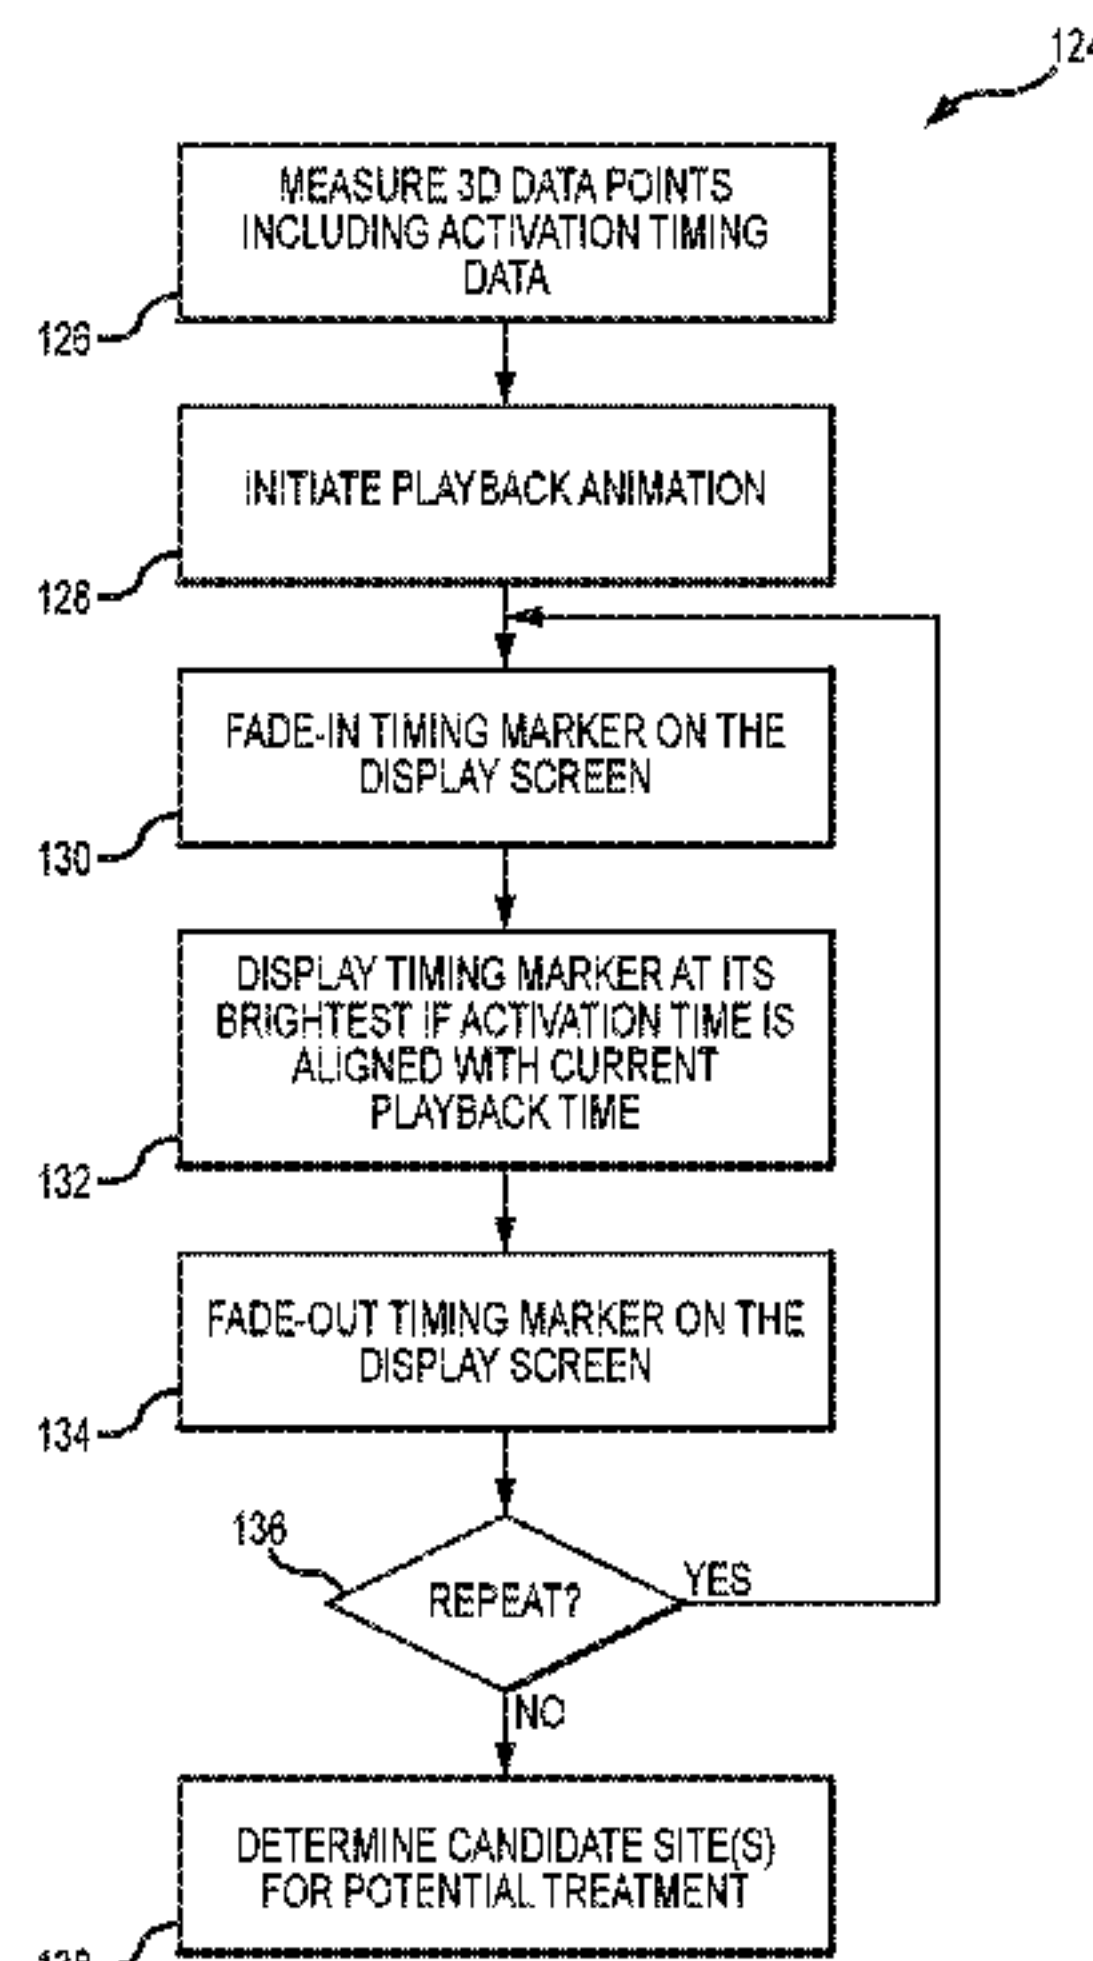 124
MEASURE 3D DATA POINTS
INCLUDING ACTIVATION TIMING
DATA
126
INITIATE PLAYBACK ANIMATION
128
FADE-IN TIMING MARKER ON THE
DISPLAY SCREEN
130
DISPLAY TIMING MARKER AT ITS
BRIGHTEST IF ACTIVATION TIME IS
ALIGNED WITH CURRENT
PLAYBACK TIME
132
FADE-OUT TIMING MARKER ON THE
DISPLAY SCREEN
134
136
REPEAT?
YES
NO
DETERMINE CANDIDATE SITE(S)
FOR POTENTIAL TREATMENT